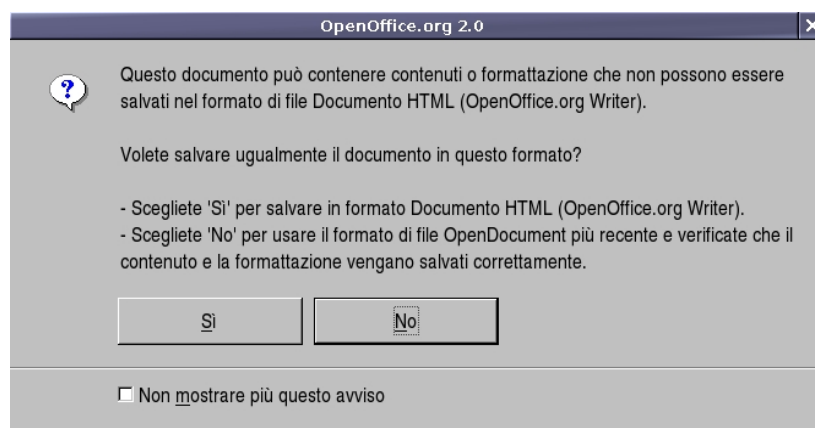 OpenOffice.org 2.0
Questo documento può contenere contenuti o formattazione che non possono essere
salvati nel formato di file Documento HTML (OpenOffice.org Writer).
Volete salvare ugualmente il documento in questo formato?
- Scegliete 'Sì' per salvare in formato Documento HTML (OpenOffice.org Writer).
- Scegliete 'No' per usare il formato di file OpenDocument più recente e verificate che il
contenuto e la formattazione vengano salvati correttamente.
Sì
No
Non mostrare più questo avviso